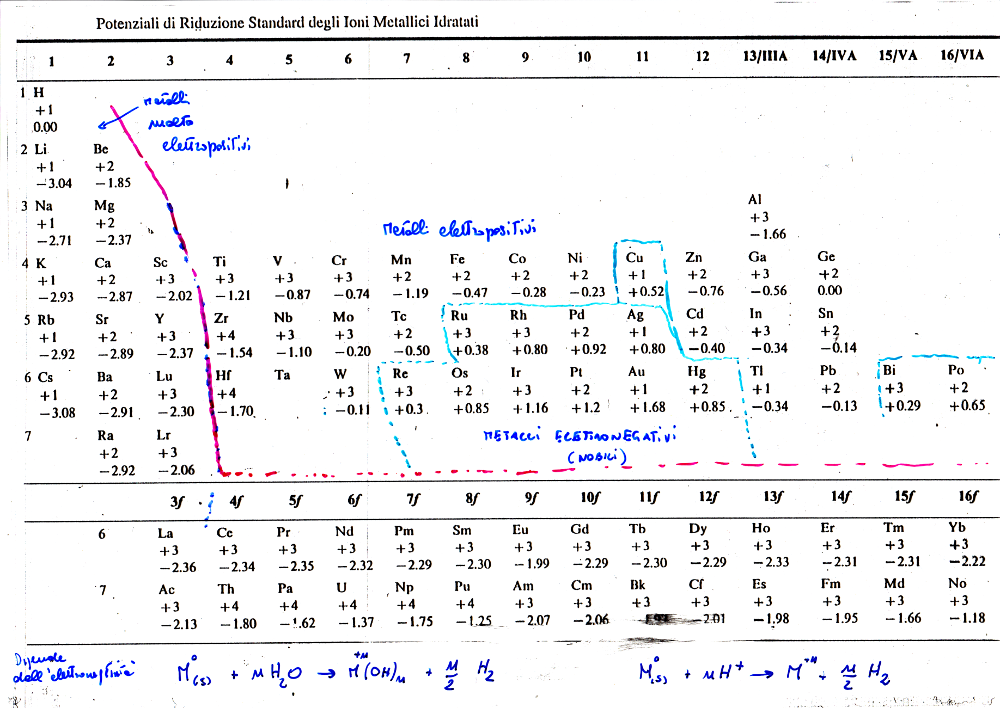 Potenziali di Riduzione Standard degli Ioni Metallici Idratati
1 2 3 4 5 6 7 8 9 10 11 12 13/IIIA 14/IVA 15/VA 16/VIA
1 H
+1
0.00
metalli
molto
elettropositivi
2 Li Be
+1 +2
−3.04 −1.85
3 Na Mg Al
+1 +2 +3
−2.71 −2.37 −1.66
Metalli elettropositivi
4 K Ca Sc Ti V Cr Mn Fe Co Ni Cu Zn Ga Ge
+1 +2 +3 +3 +3 +3 +2 +2 +2 +2 +1 +2 +3 +2
−2.93 −2.87 −2.02 −1.21 −0.87 −0.74 −1.19 −0.47 −0.28 −0.23 +0.52 −0.76 −0.56 0.00
5 Rb Sr Y Zr Nb Mo Tc Ru Rh Pd Ag Cd In Sn
+1 +2 +3 +4 +3 +3 +2 +3 +3 +2 +1 +2 +3 +2
−2.92 −2.89 −2.37 −1.54 −1.10 −0.20 −0.50 +0.38 +0.80 +0.92 +0.80 −0.40 −0.34 −0.14
6 Cs Ba Lu Hf Ta W Re Os Ir Pt Au Hg Tl Pb Bi Po
+1 +2 +3 +4 +3 +3 +2 +3 +2 +1 +2 +1 +2 +3 +2
−3.08 −2.91 −2.30 −1.70 −0.11 +0.3 +0.85 +1.16 +1.2 +1.68 +0.85 −0.34 −0.13 +0.29 +0.65
7 Ra Lr
+2 +3
−2.92 −2.06
METALLI ELETTRONEGATIVI
(NOBILI)
3f 4f 5f 6f 7f 8f 9f 10f 11f 12f 13f 14f 15f 16f
6 La Ce Pr Nd Pm Sm Eu Gd Tb Dy Ho Er Tm Yb
+3 +3 +3 +3 +3 +3 +3 +3 +3 +3 +3 +3 +3 +3
−2.36 −2.34 −2.35 −2.32 −2.29 −2.30 −1.99 −2.29 −2.30 −2.29 −2.33 −2.31 −2.31 −2.22
7 Ac Th Pa U Np Pu Am Cm Bk Cf Es Fm Md No
+3 +4 +4 +4 +4 +4 +3 +3 +3 +3 +3 +3 +3 +3
−2.13 −1.80 −1.62 −1.37 −1.75 −1.25 −2.07 −2.06 −2.01 −1.98 −1.95 −1.66 −1.18
Dipende
dall'elettronegatività
M°(s) + n H2O → M+n(OH)n + n/2 H2
M°(s) + nH+ → M+n + n/2 H2